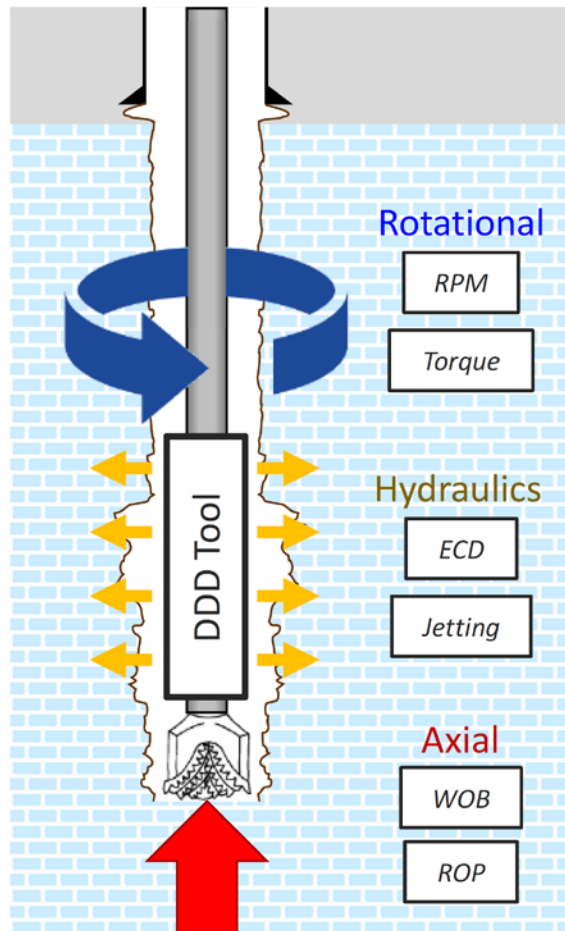 Rotational
RPM
Torque
DDD Tool
Hydraulics
ECD
Jetting
Axial
WOB
ROP